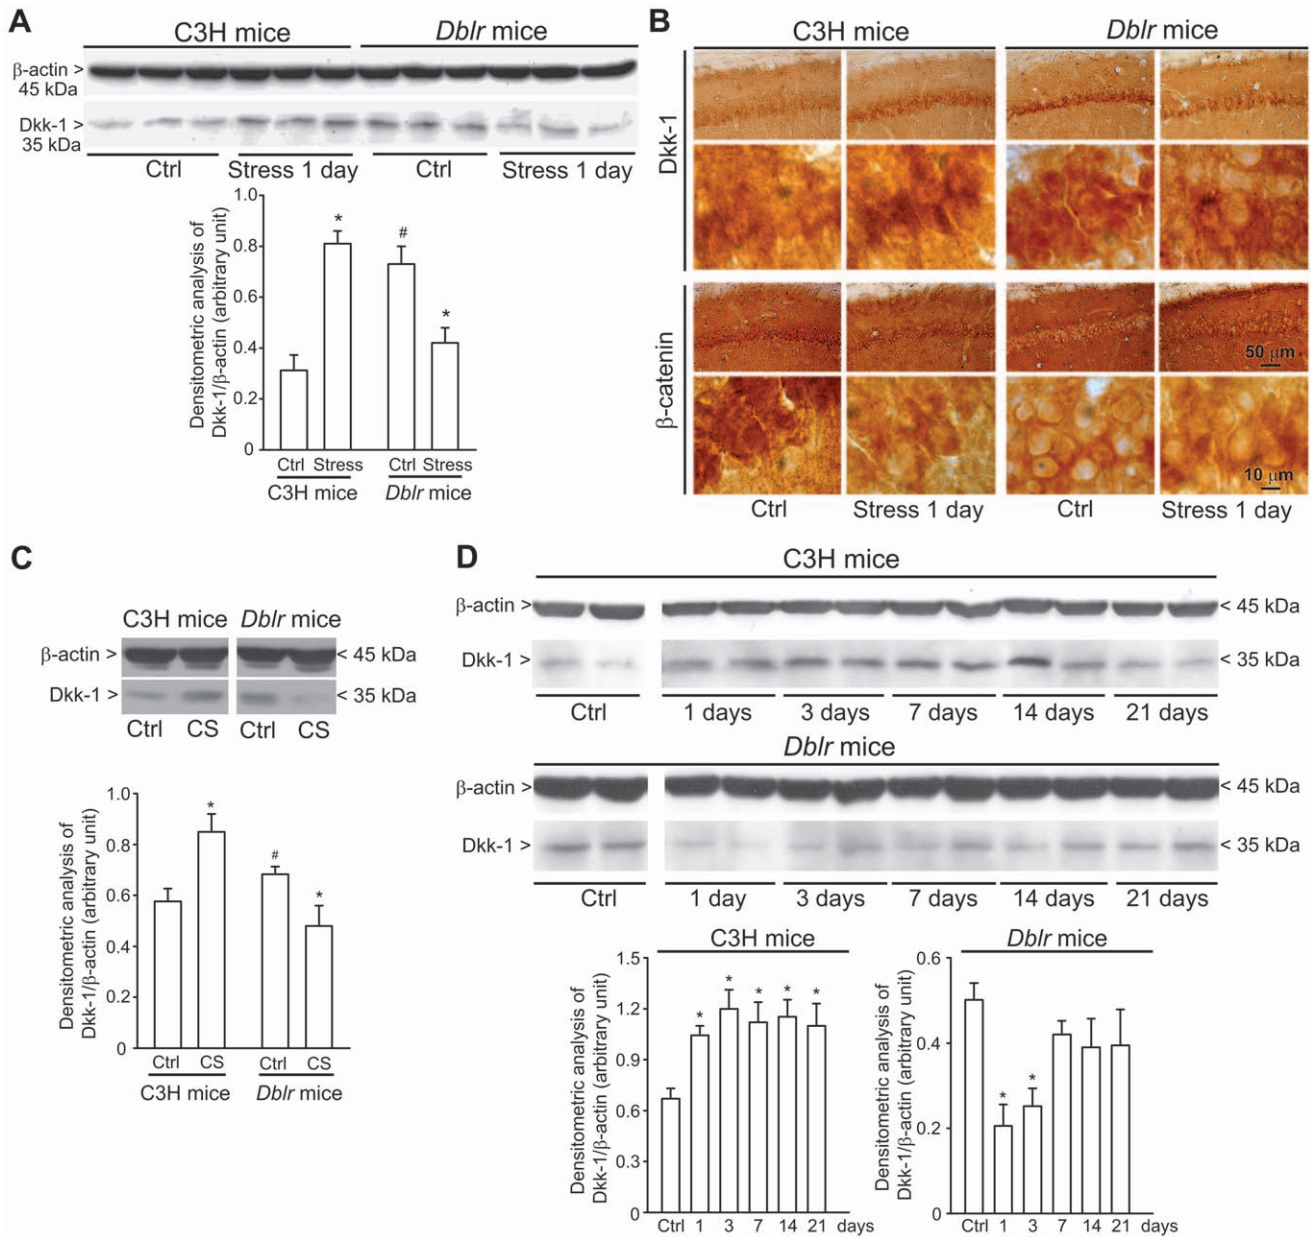 A
C3H mice Dblr mice
β-actin >
45 kDa
Dkk-1 >
35 kDa
Ctrl Stress 1 day Ctrl Stress 1 day
Densitometric analysis of
Dkk-1/β-actin (arbitrary unit)
1.0
0.8
0.6
0.4
0.2
0
* # *
Ctrl Stress Ctrl Stress
C3H mice Dblr mice
B
C3H mice Dblr mice
Dkk-1
β-catenin
50 μm
10 μm
Ctrl Stress 1 day Ctrl Stress 1 day
C
C3H mice Dblr mice
β-actin > < 45 kDa
Dkk-1 > < 35 kDa
Ctrl CS Ctrl CS
Densitometric analysis of
Dkk-1/β-actin (arbitrary unit)
1.0
0.8
0.6
0.4
0.2
0
* # *
Ctrl CS Ctrl CS
C3H mice Dblr mice
D
C3H mice
β-actin > < 45 kDa
Dkk-1 > < 35 kDa
Ctrl 1 days 3 days 7 days 14 days 21 days
Dblr mice
β-actin > < 45 kDa
Dkk-1 > < 35 kDa
Ctrl 1 day 3 days 7 days 14 days 21 days
C3H mice
Densitometric analysis of
Dkk-1/β-actin (arbitrary unit)
1.5
1.2
0.9
0.6
0.3
0
* * * * *
Ctrl 1 3 7 14 21 days
Dblr mice
Densitometric analysis of
Dkk-1/β-actin (arbitrary unit)
0.6
0.4
0.2
0
* *
Ctrl 1 3 7 14 21 days